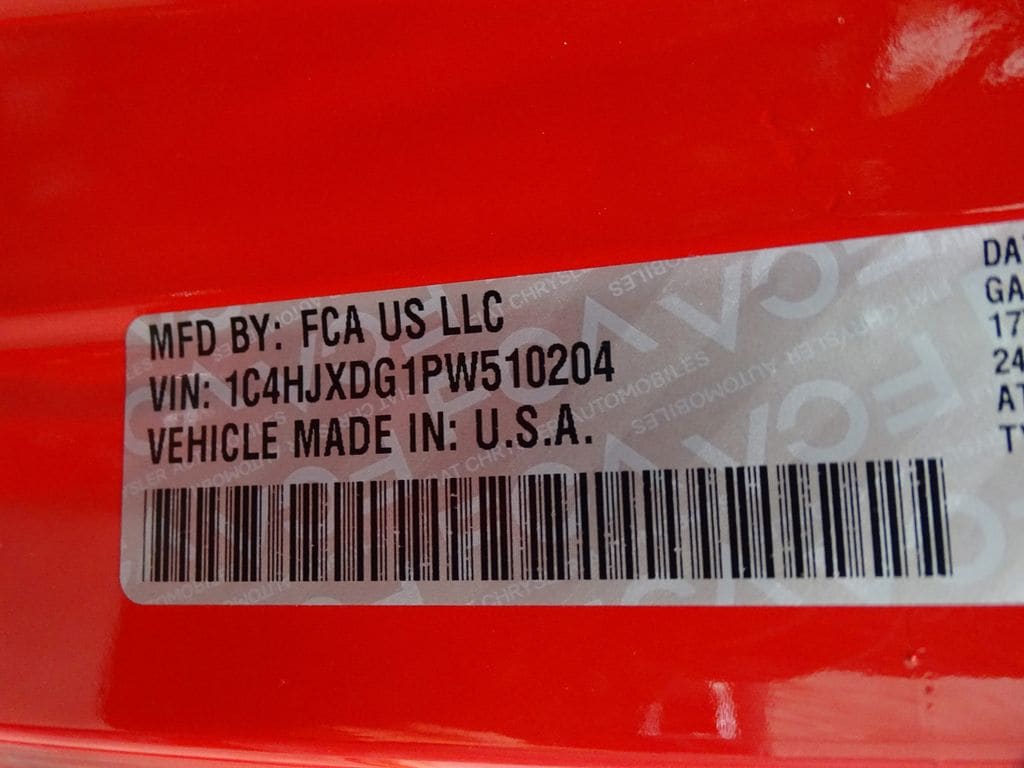 MFD BY: FCA US LLC
VIN: 1C4HJXDG1PW510204
VEHICLE MADE IN: U.S.A.